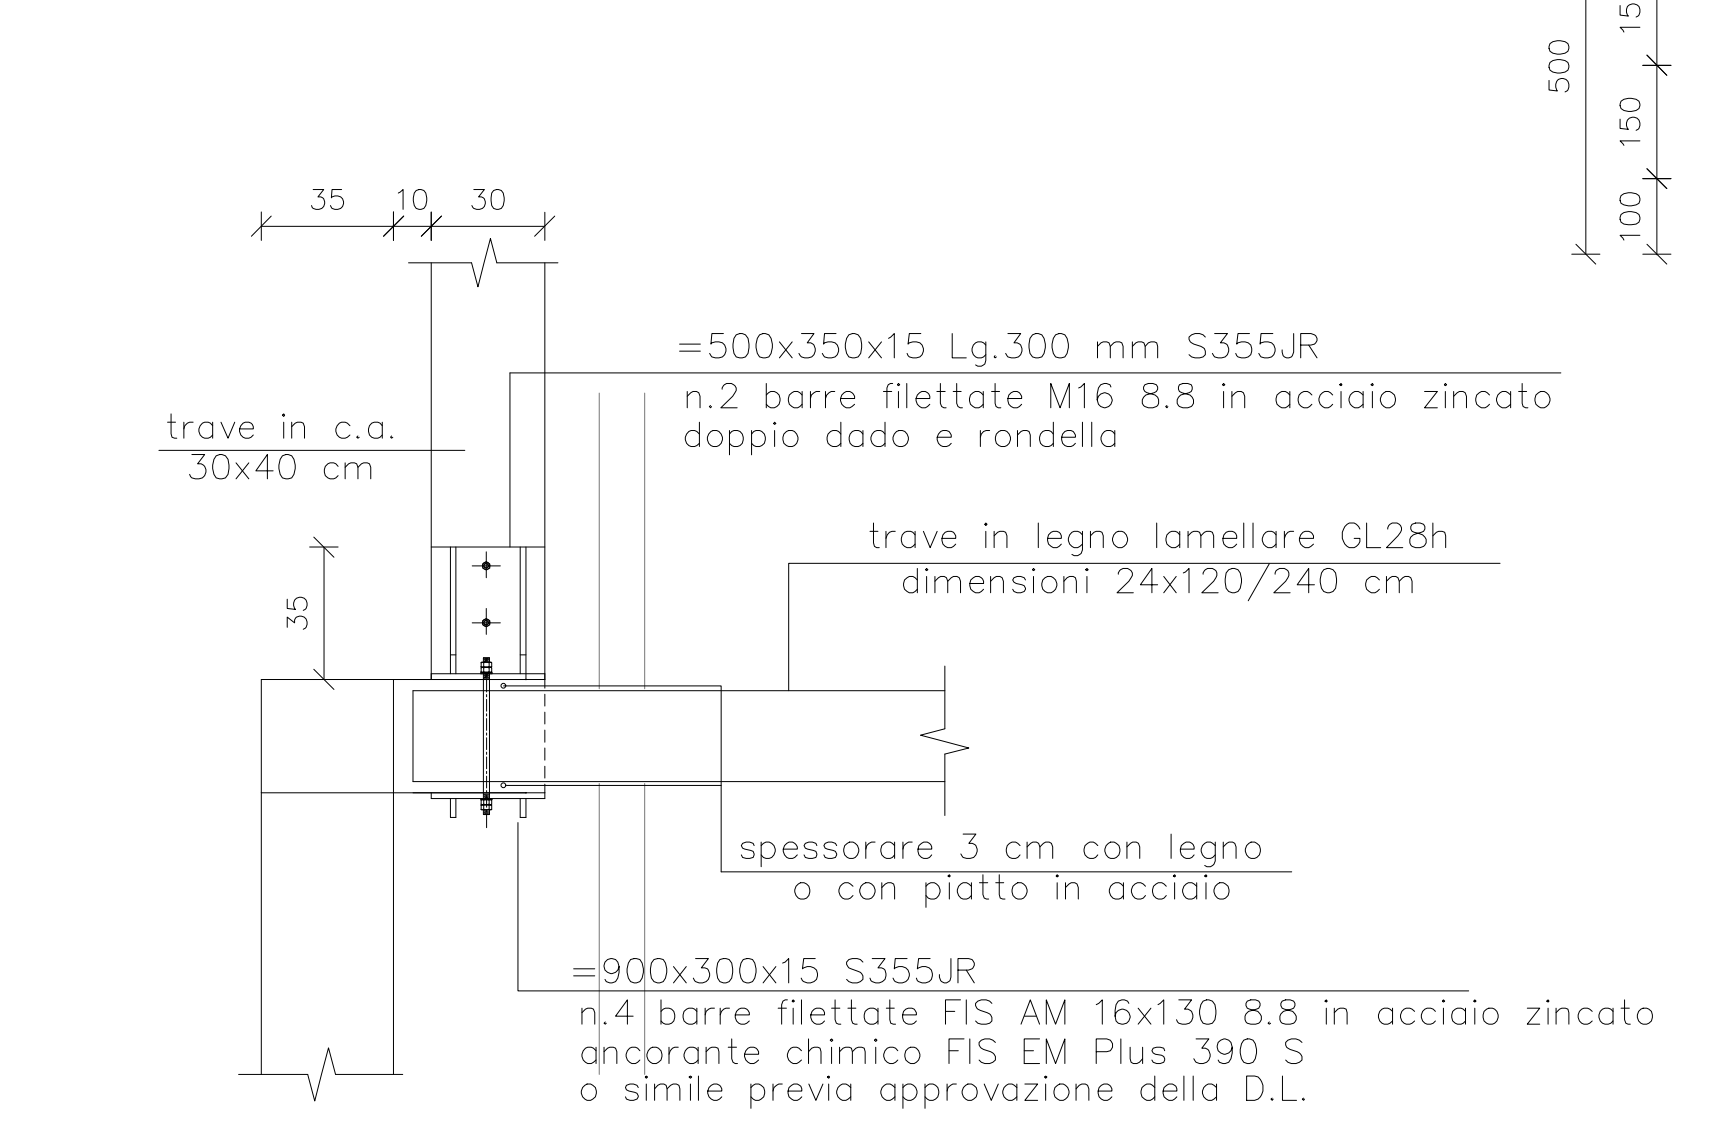 15
500
150
100
35 10 30
=500x350x15 Lg.300 mm S355JR
n.2 barre filettate M16 8.8 in acciaio zincato
doppio dado e rondella
trave in c.a.
30x40 cm
trave in legno lamellare GL28h
dimensioni 24x120/240 cm
35
spessorare 3 cm con legno
o con piatto in acciaio
=900x300x15 S355JR
n.4 barre filettate FIS AM 16x130 8.8 in acciaio zincato
ancorante chimico FIS EM Plus 390 S
o simile previa approvazione della D.L.